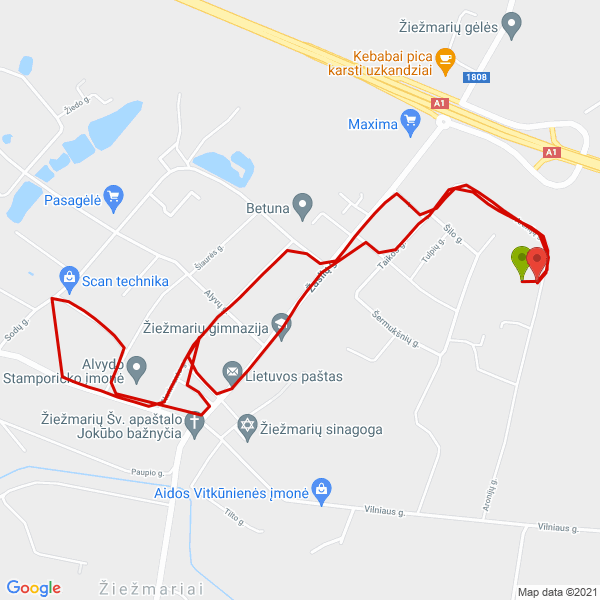 Žiežmarių gėlės
Kebabai pica
karsti uzkandziai
1808
A1
Žiedo g.
Maxima
A1
Pasagėlė
Betuna
Šilo g.
Tulpių g.
Taikos g.
Šiaurės g.
Žaslių g.
Scan technika
Alyvų g.
Sodų g.
Žiežmarių gimnazija
Šermukšnių g.
Alvydo
Stamporicko įmonė
Lietuvos paštas
Žiežmarių Šv. apaštalo
Jokūbo bažnyčia
Žiežmarių sinagoga
Paupio g.
Aronijų g.
Aidos Vitkūnienės įmonė
Vilniaus g.
Tilto g.
Vilniaus g.
Žiežmariai
Google
Map data ©2021